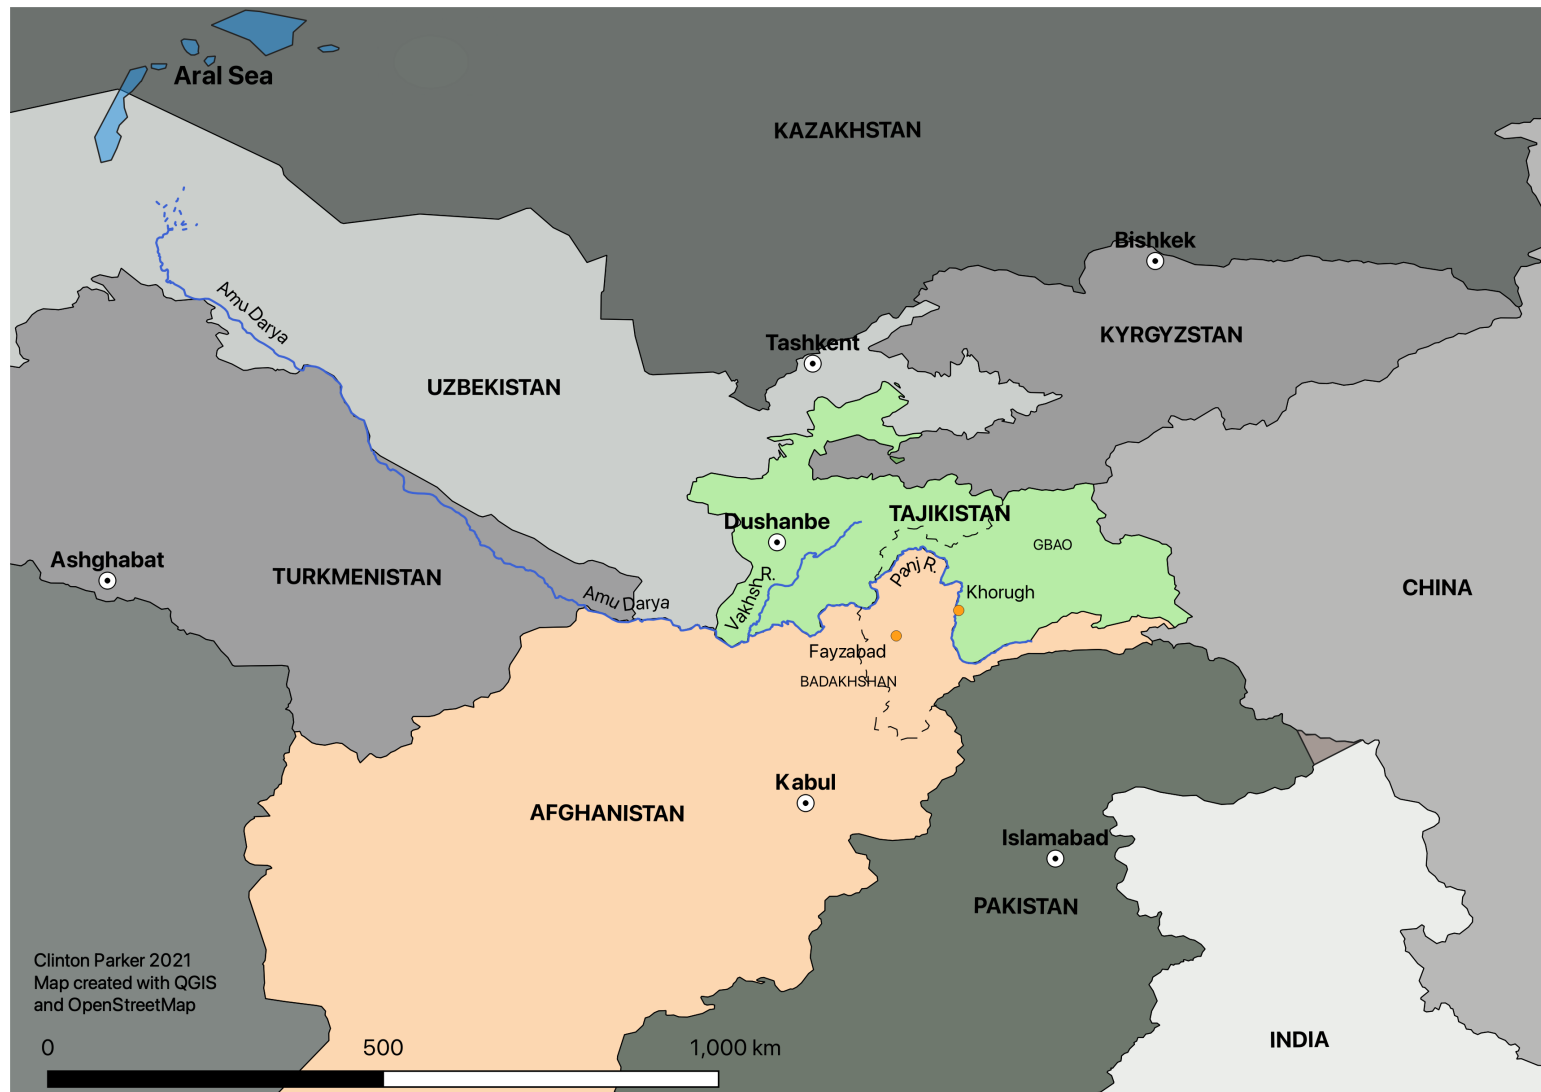 Aral Sea
KAZAKHSTAN
Bishkek
Amu Darya
KYRGYZSTAN
Tashkent
UZBEKISTAN
Dushanbe
TAJIKISTAN
GBAO
Ashghabat
TURKMENISTAN
Amu Darya
Vakhsh R.
Panj R.
Khorugh
CHINA
Fayzabad
BADAKHSHAN
Kabul
AFGHANISTAN
Islamabad
PAKISTAN
Clinton Parker 2021
Map created with QGIS
and OpenStreetMap
INDIA
0 500 1,000 km